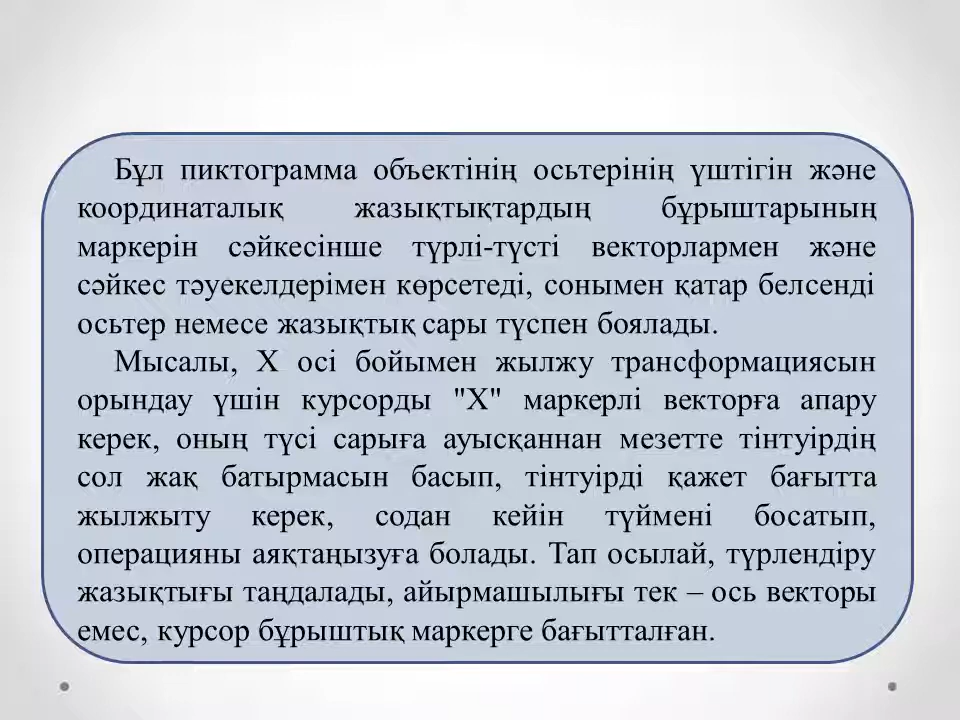 Бұл пиктограмма объектінің осьтерінің үштігін және
координаталық жазықтықтардың бұрыштарының
маркерін сәйкесінше түрлі-түсті векторлармен және
сәйкес тәуекелдерімен көрсетеді, сонымен қатар белсенді
осьтер немесе жазықтық сары түспен боялады.
Мысалы, X осі бойымен жылжу трансформациясын
орындау үшін курсорды "X" маркерлі векторға апару
керек, оның түсі сарыға ауысқаннан мезетте тінтуірдің
сол жақ батырмасын басып, тінтуірді қажет бағытта
жылжыту керек, содан кейін түймені босатып,
операцияны аяқтаңызуға болады. Тап осылай, түрлендіру
жазықтығы таңдалады, айырмашылығы тек – ось векторы
емес, курсор бұрыштық маркерге бағытталған.